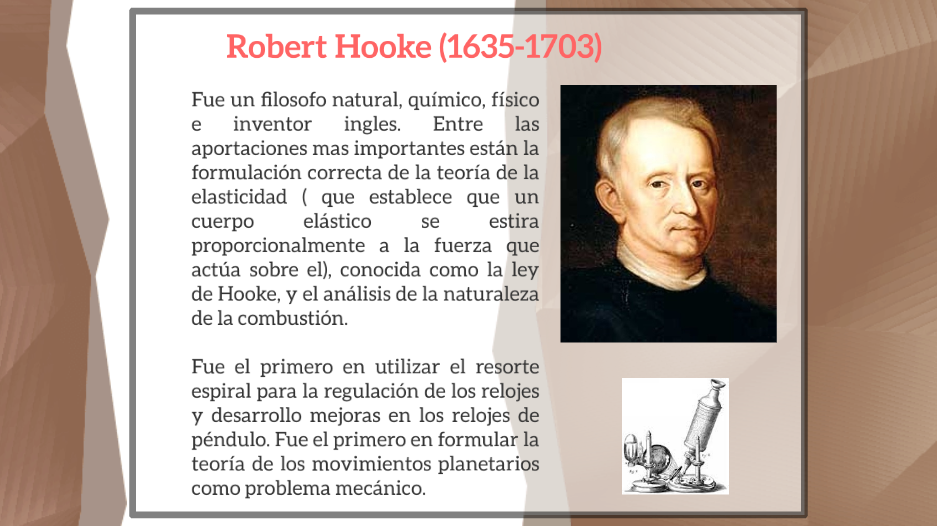 Robert Hooke (1635-1703)
Fue un filosofo natural, químico, físico
e inventor ingles. Entre las
aportaciones mas importantes están la
formulación correcta de la teoría de la
elasticidad ( que establece que un
cuerpo elástico se estira
proporcionalmente a la fuerza que
actúa sobre el), conocida como la ley
de Hooke, y el análisis de la naturaleza
de la combustión.
Fue el primero en utilizar el resorte
espiral para la regulación de los relojes
y desarrollo mejoras en los relojes de
péndulo. Fue el primero en formular la
teoría de los movimientos planetarios
como problema mecánico.